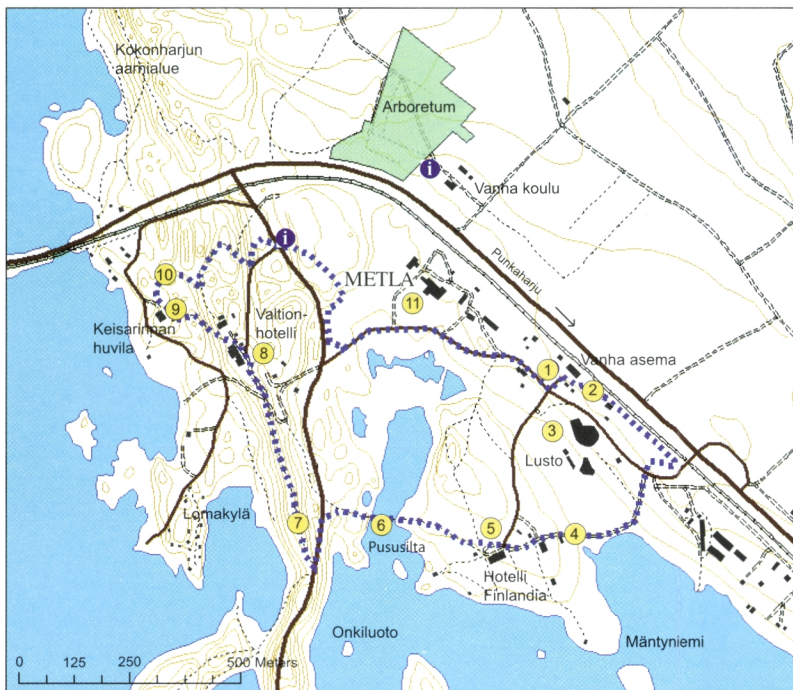 Kokonharjun
aarnialue
Arboretum
i
Vanha koulu
i
Punkaharju
METLA
10
11
9
Valtion-
hotelli
Keisarinnan
huvila
8
Vanha asema
1
2
3
Lusto
Lomakylä
7
6
5
4
Pususilta
Hotelli
Finlandia
Onkiluoto
Mäntyniemi
0 125 250 500 Meters